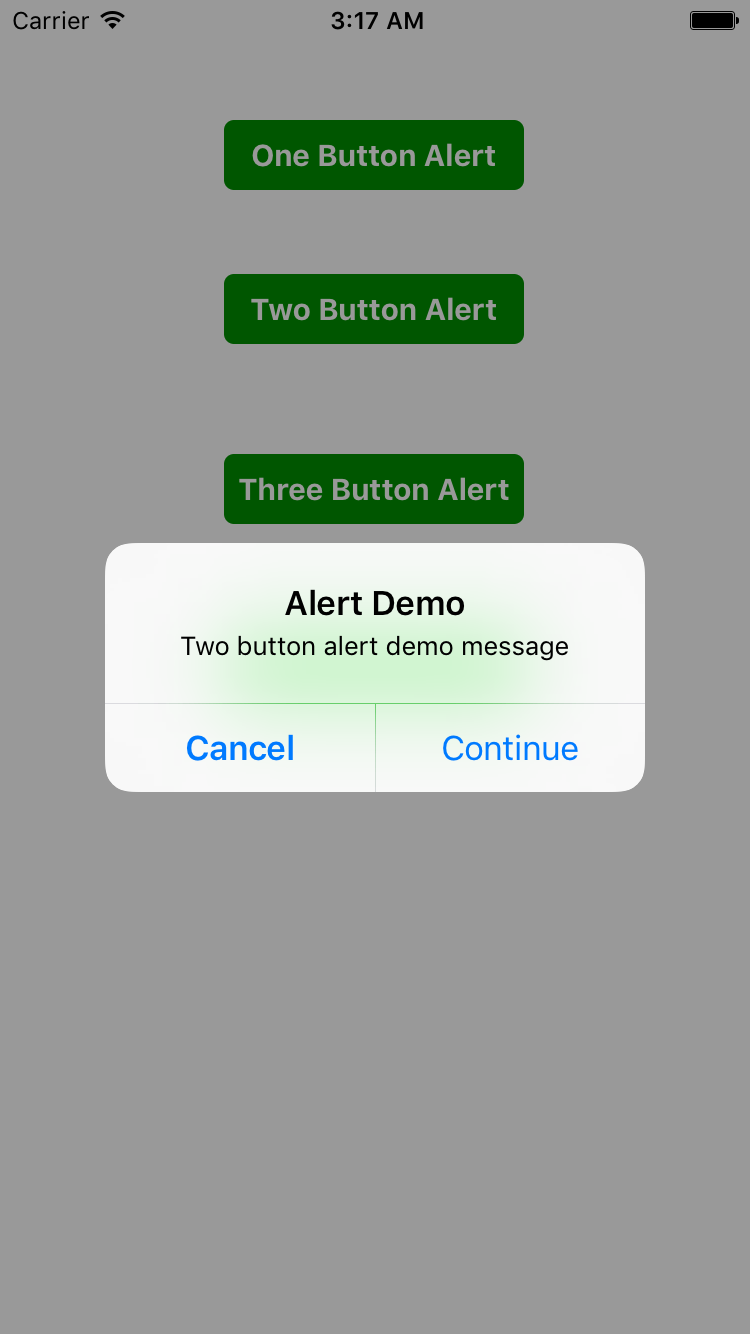 Carrier 3:17 AM
One Button Alert
Two Button Alert
Three Button Alert
Alert Demo
Two button alert demo message
Cancel Continue